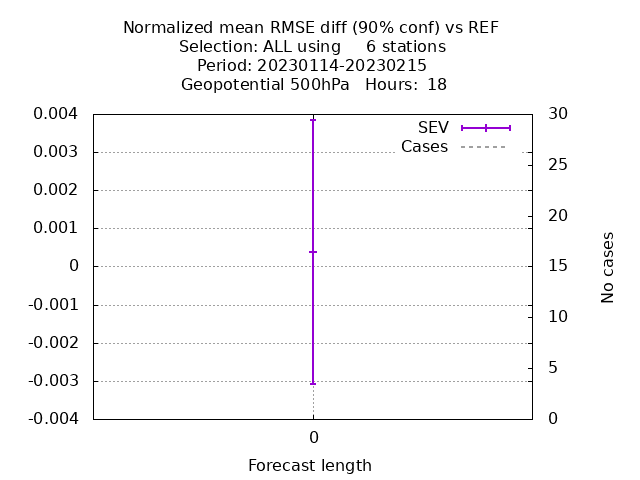 Normalized mean RMSE diff (90% conf) vs REF
Selection: ALL using     6 stations
Period: 20230114-20230215
Geopotential 500hPa   Hours:  18
0.004
0.003
0.002
0.001
0
-0.001
-0.002
-0.003
-0.004
SEV
Cases
30
25
20
15
10
5
0
No cases
0
Forecast length